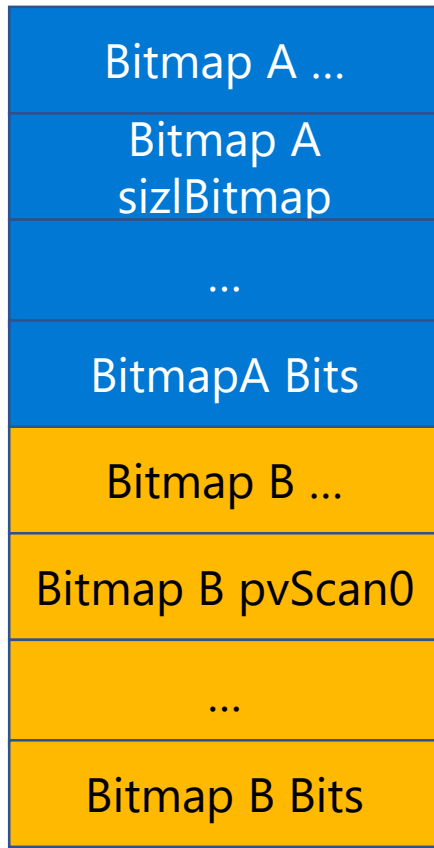 Bitmap A ...
Bitmap A
sizlBitmap
...
BitmapA Bits
Bitmap B ...
Bitmap B pvScan0
...
Bitmap B Bits